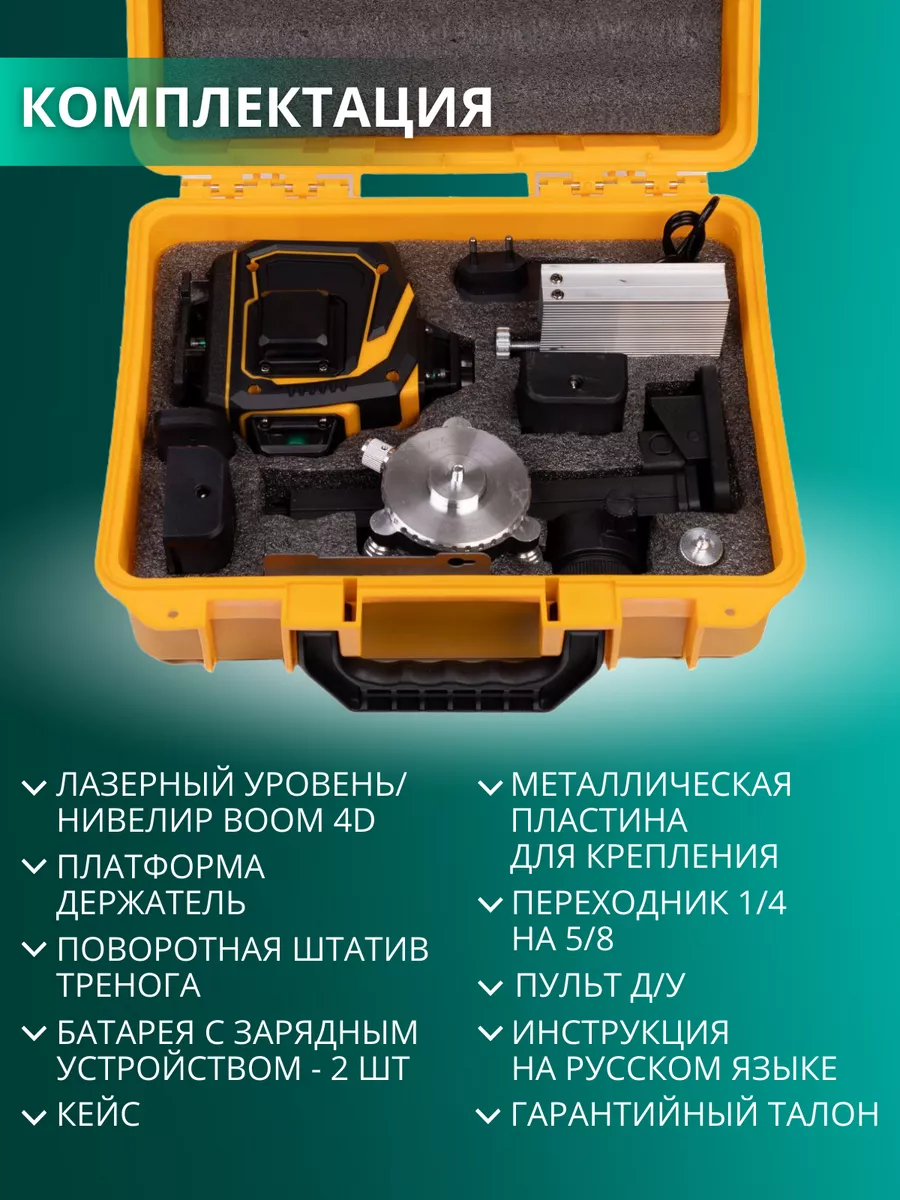 КОМПЛЕКТАЦИЯ
ЛАЗЕРНЫЙ УРОВЕНЬ/
НИВЕЛИР BOOM 4D
ПЛАТФОРМА
ДЕРЖАТЕЛЬ
ПОВОРОТНАЯ ШТАТИВ
ТРЕНОГА
БАТАРЕЯ С ЗАРЯДНЫМ
УСТРОЙСТВОМ - 2 ШТ
КЕЙС
МЕТАЛЛИЧЕСКАЯ
ПЛАСТИНА
ДЛЯ КРЕПЛЕНИЯ
ПЕРЕХОДНИК 1/4
НА 5/8
ПУЛЬТ Д/У
ИНСТРУКЦИЯ
НА РУССКОМ ЯЗЫКЕ
ГАРАНТИЙНЫЙ ТАЛОН